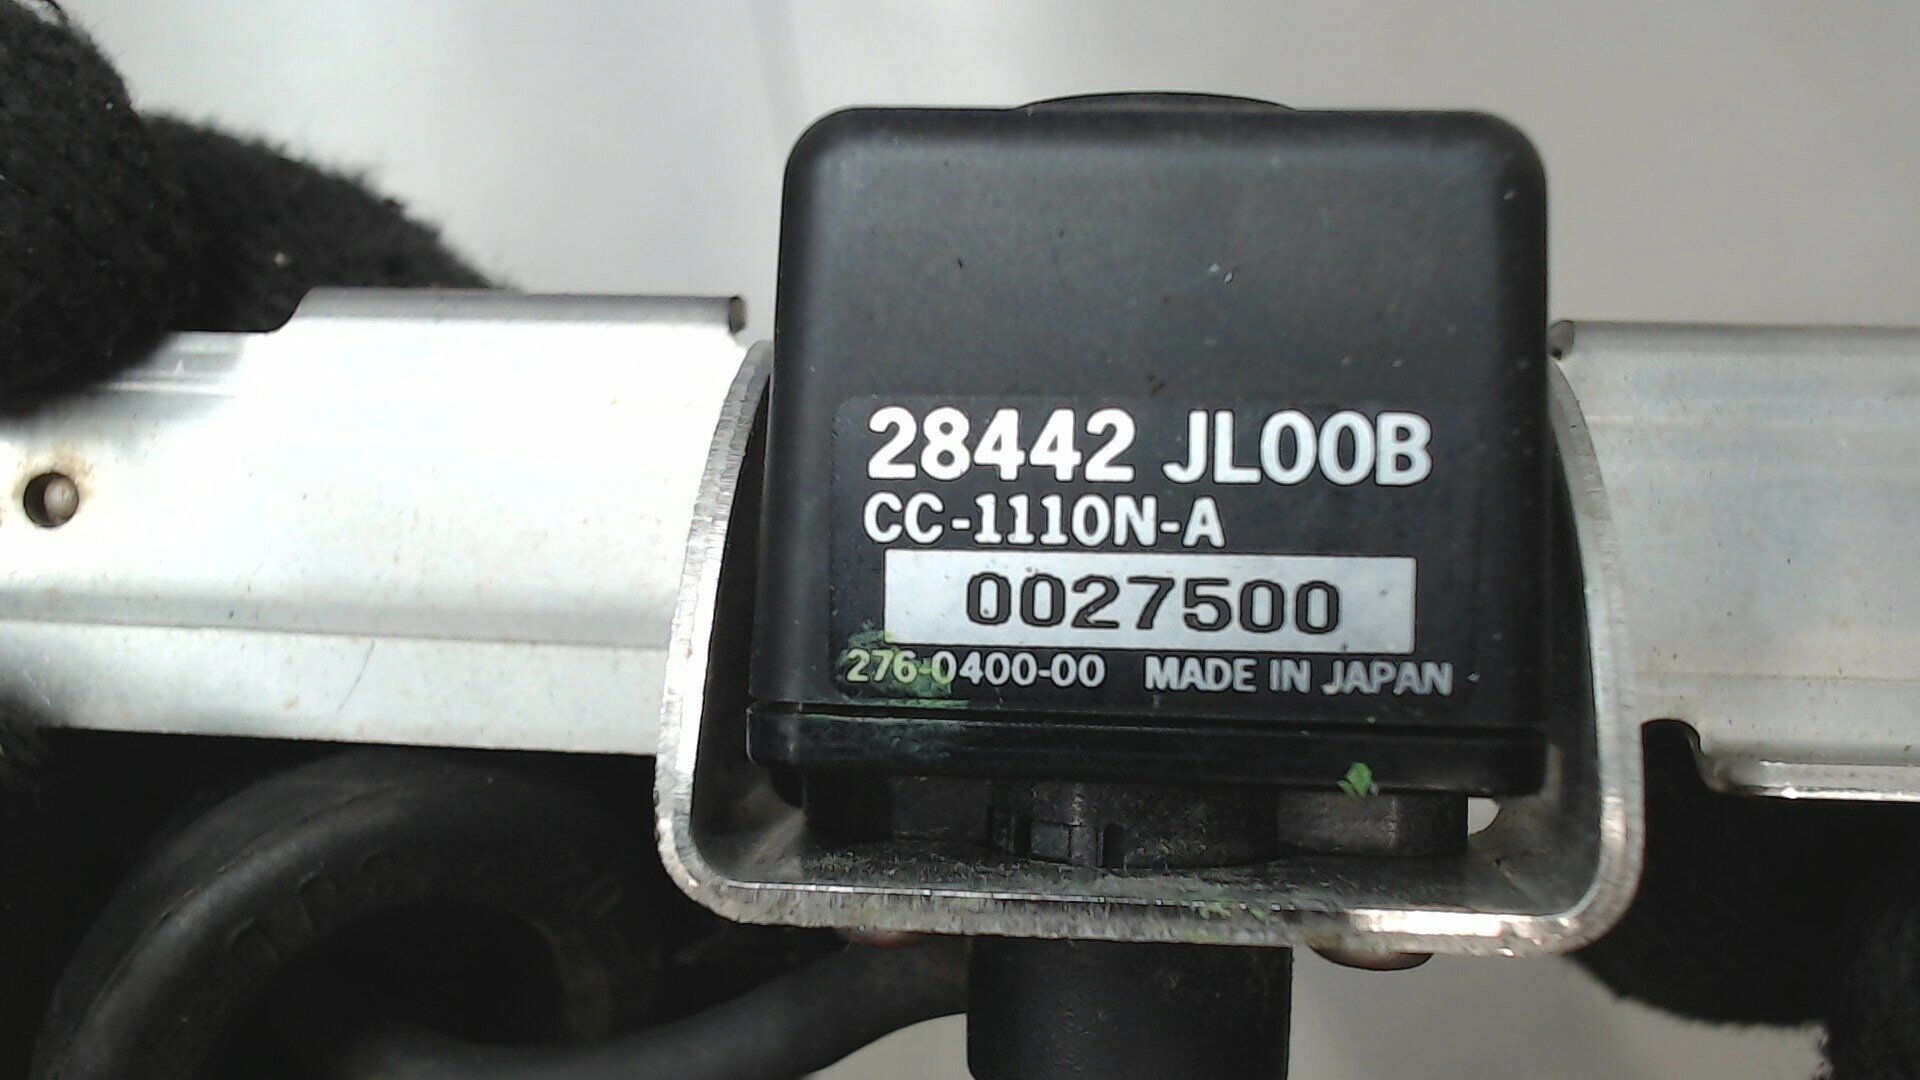 28442 JL00B
CC-1110N-A
0027500
276-0400-00 MADE IN JAPAN